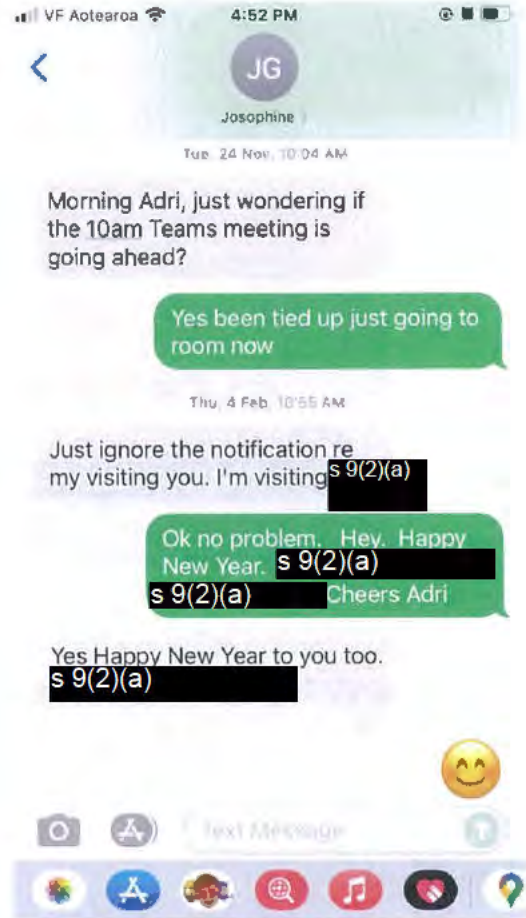 VF Aotearoa
4:52 PM
JG
Josophine
Tue, 24 Nov, 10:04 AM
Morning Adri, just wondering if
the 10am Teams meeting is
going ahead?
Yes been tied up just going to
room now
Thu, 4 Feb, 10:55 AM
Just ignore the notification re
my visiting you. I'm visiting s 9(2)(a)
Ok no problem. Hey. Happy
New Year. s 9(2)(a)
s 9(2)(a) Cheers Adri
Yes Happy New Year to you too.
s 9(2)(a)
Text Message